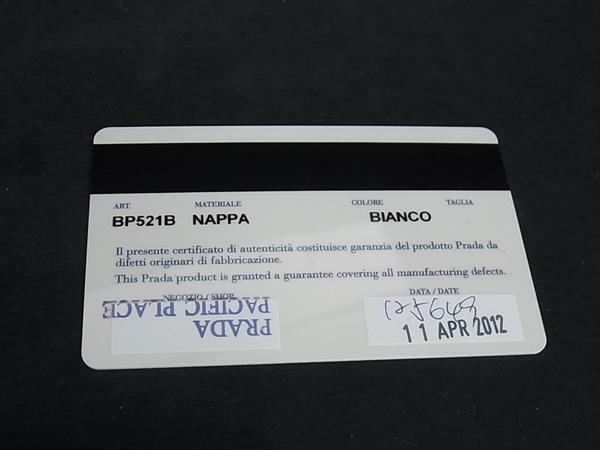 ART. MATERIALE COLORE TAGLIA
BP521B NAPPA BIANCO
Il presente certificato di autenticità costituisce garanzia del prodotto Prada da
difetti originari di fabbricazione.
This Prada product is granted a guarantee covering all manufacturing defects.
NEGOZIO / SHOP DATA / DATE
PRADA
PACIFIC PLACE
11 APR 2012